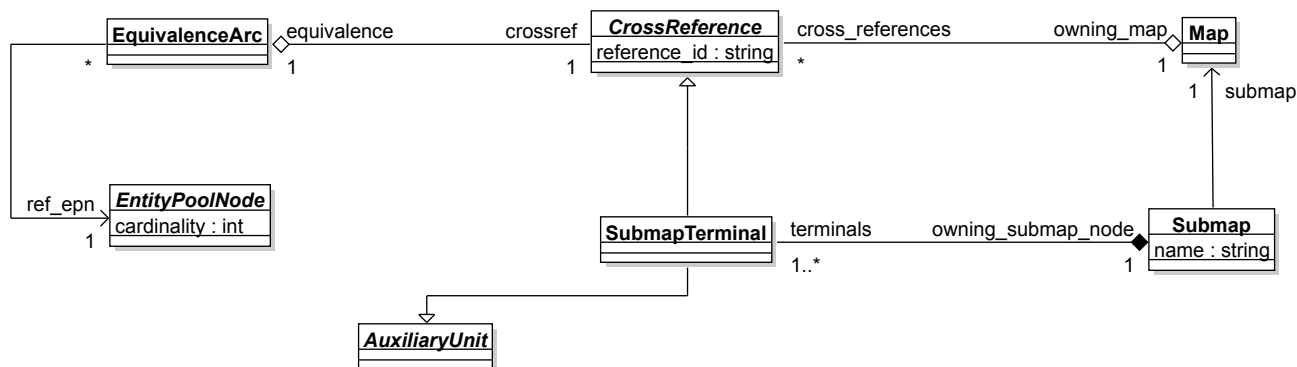 EquivalenceArc
equivalence
crossref
CrossReference
cross_references
owning_map
Map
reference_id : string
*
1
1
*
1
1
submap
EntityPoolNode
ref_epn
cardinality : int
1
SubmapTerminal
terminals
owning_submap_node
Submap
name : string
1..*
1
AuxiliaryUnit